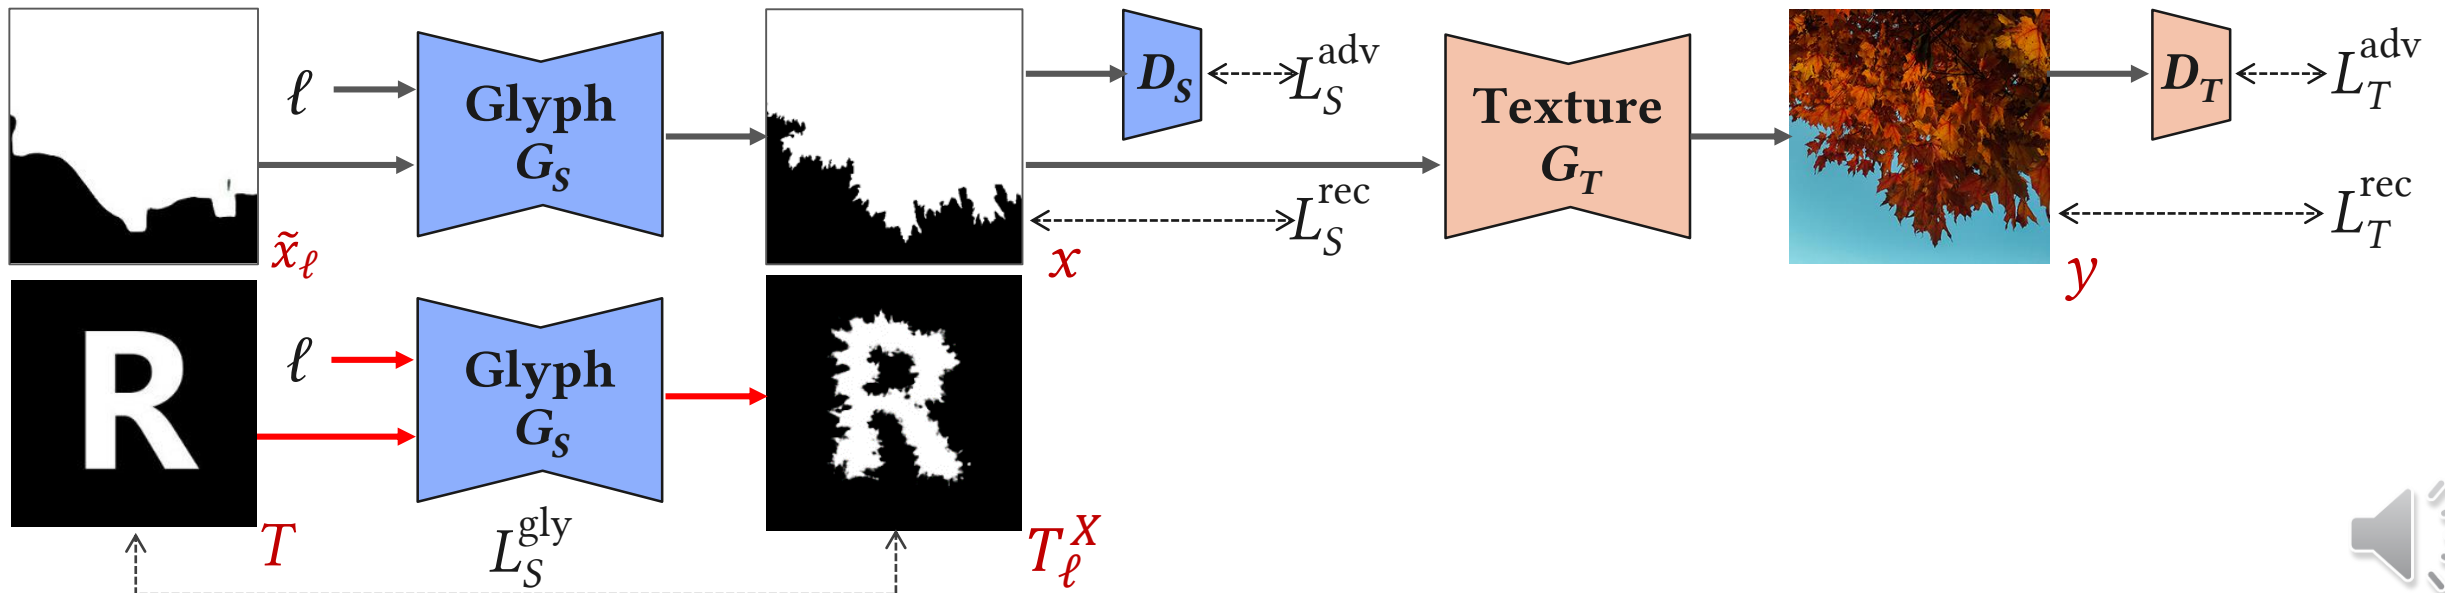 ℓ
Glyph
G_S
x̃_ℓ
x
D_S
L_S^adv
L_S^rec
Texture
G_T
y
D_T
L_T^adv
L_T^rec
R
T
ℓ
Glyph
G_S
L_S^gly
R
T_ℓ^X